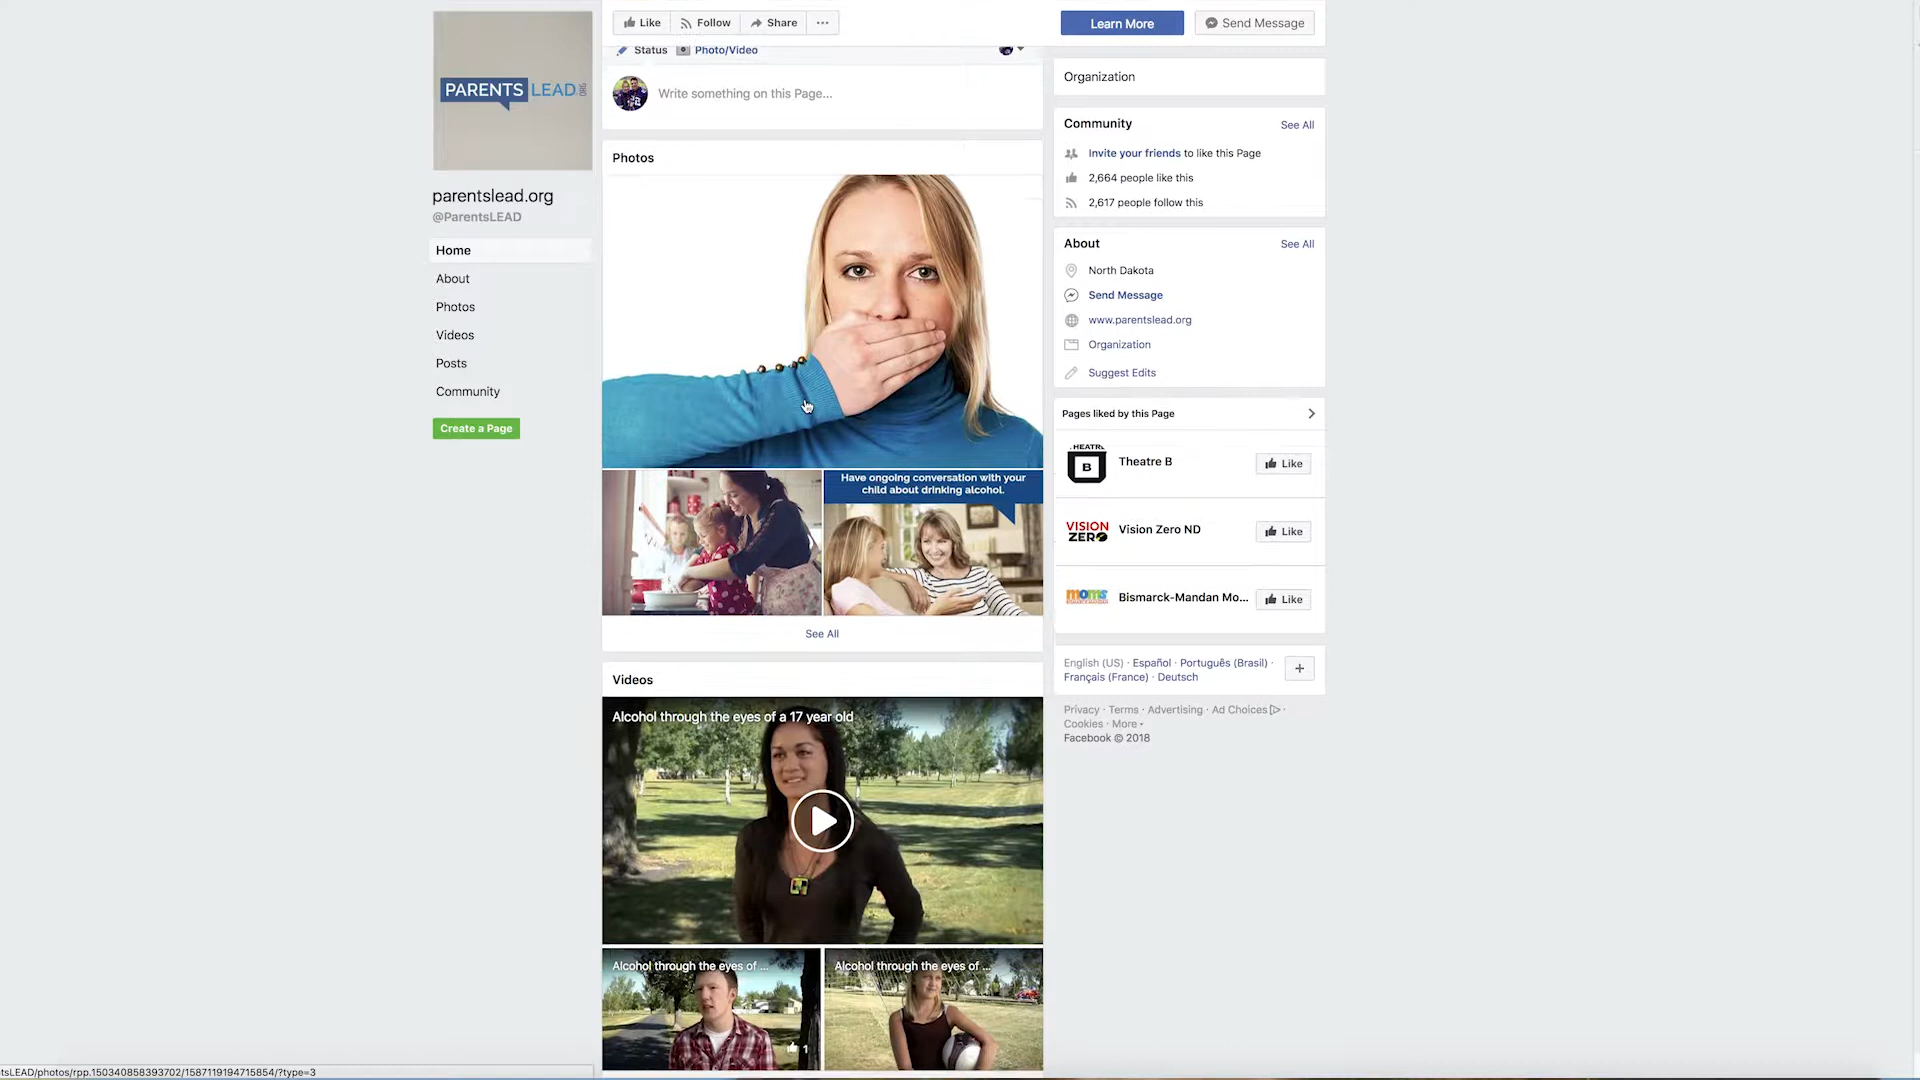 Like
Follow
Share
Learn More
Send Message
Status
Photo/Video
Write something on this Page...
PARENTS LEAD
parentslead.org
@ParentsLEAD
Home
About
Photos
Videos
Posts
Community
Create a Page
Photos
Have ongoing conversation with your
child about drinking alcohol.
See All
Videos
Alcohol through the eyes of a 17 year old
Alcohol through the eyes of ...
1
Alcohol through the eyes of ...
Organization
Community
See All
Invite your friends to like this Page
2,664 people like this
2,617 people follow this
About
See All
North Dakota
Send Message
www.parentslead.org
Organization
Suggest Edits
Pages liked by this Page
B
Theatre B
Like
VISION
ZERO
Vision Zero ND
Like
moms
Bismarck-Mandan Mo...
Like
English (US) · Español · Português (Brasil) ·
Français (France) · Deutsch
Privacy · Terms · Advertising · Ad Choices ·
Cookies · More
Facebook © 2018
tsLEAD/photos/rpp.150340858393702/1587119194715854/?type=3